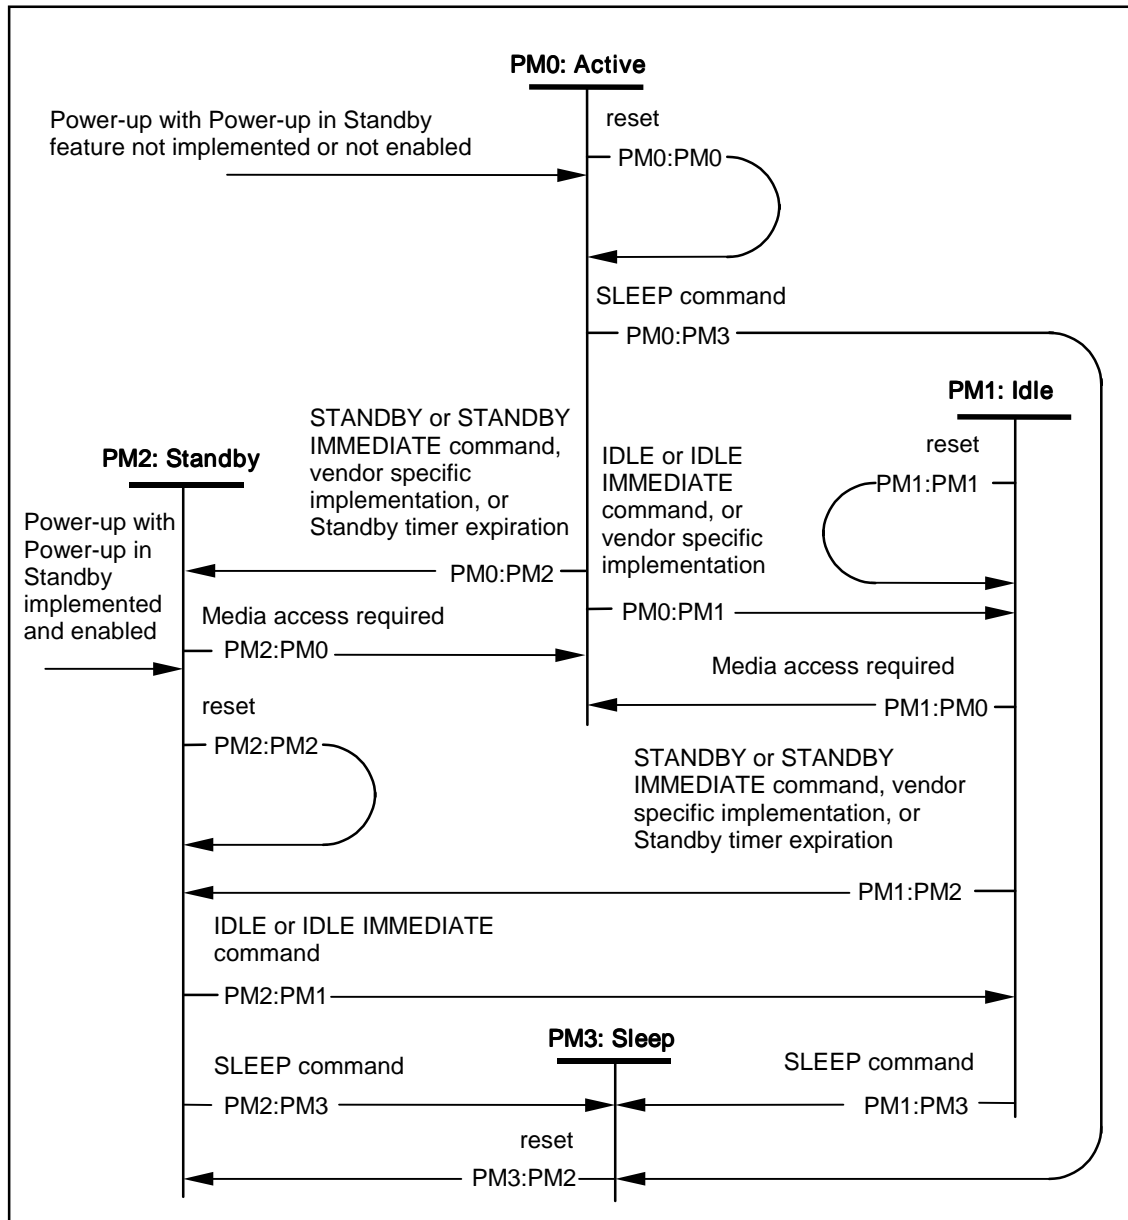 PM0: Active
Power-up with Power-up in Standby
feature not implemented or not enabled
reset
PM0:PM0
SLEEP command
PM0:PM3
PM1: Idle
STANDBY or STANDBY
IMMEDIATE command,
vendor specific
implementation, or
Standby timer expiration
PM0:PM2
IDLE or IDLE
IMMEDIATE
command, or
vendor specific
implementation
PM0:PM1
reset
PM1:PM1
PM2: Standby
Power-up with
Power-up in
Standby
implemented
and enabled
Media access required
PM2:PM0
Media access required
PM1:PM0
reset
PM2:PM2
STANDBY or STANDBY
IMMEDIATE command, vendor
specific implementation, or
Standby timer expiration
PM1:PM2
IDLE or IDLE IMMEDIATE
command
PM2:PM1
PM3: Sleep
SLEEP command
PM2:PM3
SLEEP command
PM1:PM3
reset
PM3:PM2